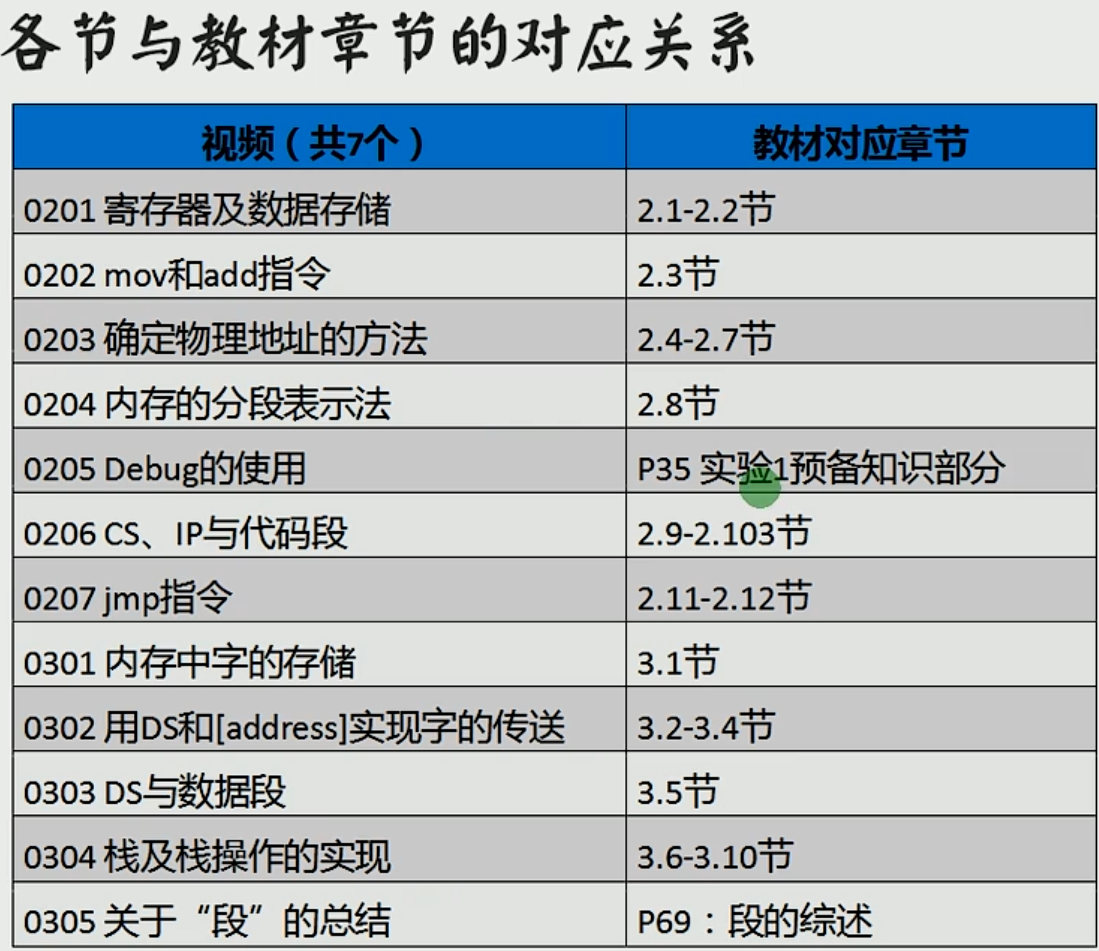 各节与教材章节的对应关系
视频（共7个） 教材对应章节
0201 寄存器及数据存储 2.1-2.2节
0202 mov和add指令 2.3节
0203 确定物理地址的方法 2.4-2.7节
0204 内存的分段表示法 2.8节
0205 Debug的使用 P35 实验1预备知识部分
0206 CS、IP与代码段 2.9-2.103节
0207 jmp指令 2.11-2.12节
0301 内存中字的存储 3.1节
0302 用DS和[address]实现字的传送 3.2-3.4节
0303 DS与数据段 3.5节
0304 栈及栈操作的实现 3.6-3.10节
0305 关于“段”的总结 P69：段的综述